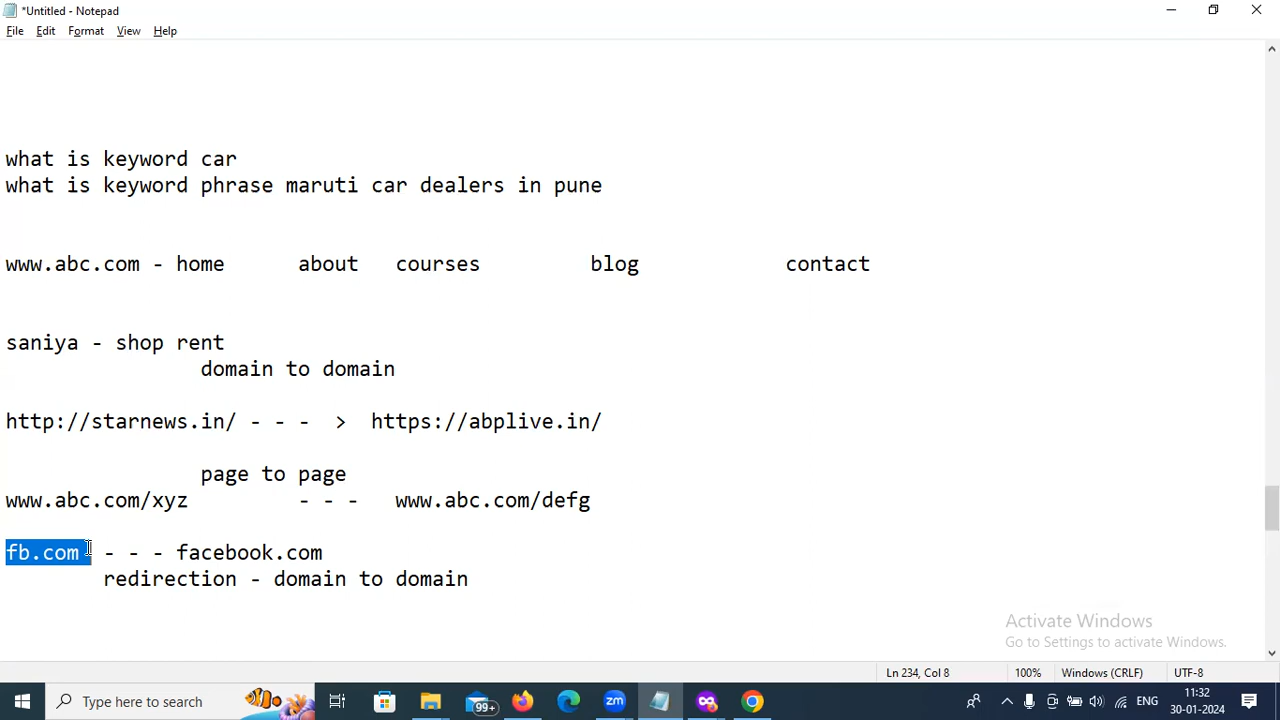 *Untitled - Notepad
File Edit Format View Help
what is keyword car
what is keyword phrase maruti car dealers in pune
www.abc.com - home about courses blog contact
saniya - shop rent
domain to domain
http://starnews.in/ - - - > https://abplive.in/
page to page
www.abc.com/xyz - - - www.abc.com/defg
fb.com - - - facebook.com
redirection - domain to domain
Activate Windows
Go to Settings to activate Windows.
Ln 234, Col 8 100% Windows (CRLF) UTF-8
Type here to search 99+ zm ENG 11:32
30-01-2024